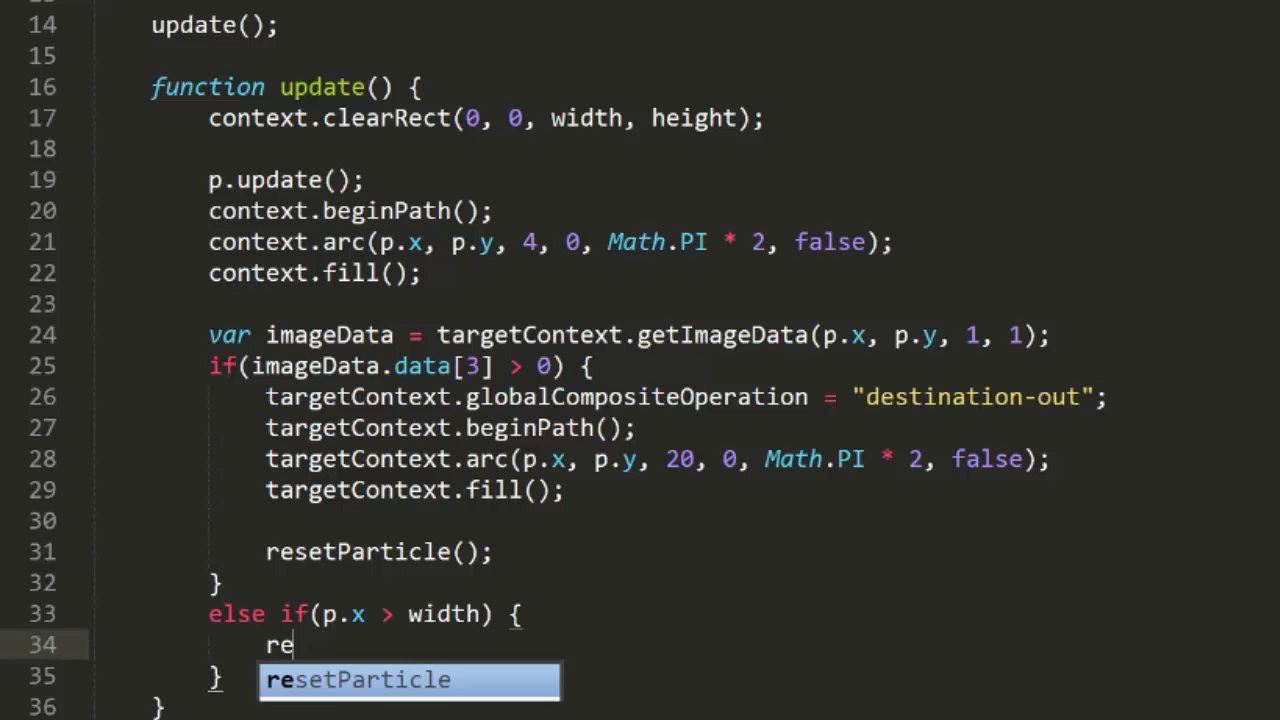 14 update();
15
16 function update() {
17 context.clearRect(0, 0, width, height);
18
19 p.update();
20 context.beginPath();
21 context.arc(p.x, p.y, 4, 0, Math.PI * 2, false);
22 context.fill();
23
24 var imageData = targetContext.getImageData(p.x, p.y, 1, 1);
25 if(imageData.data[3] > 0) {
26 targetContext.globalCompositeOperation = "destination-out";
27 targetContext.beginPath();
28 targetContext.arc(p.x, p.y, 20, 0, Math.PI * 2, false);
29 targetContext.fill();
30
31 resetParticle();
32 }
33 else if(p.x > width) {
34 re
35 } resetParticle
36 }